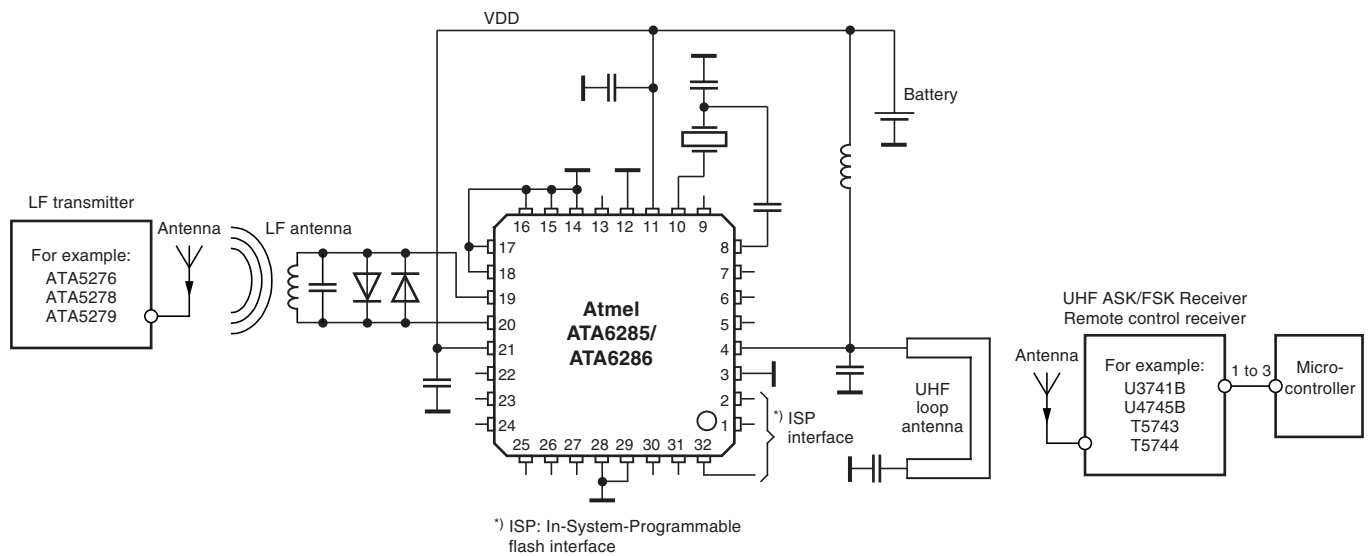 VDD
Battery
LF transmitter
For example:
ATA5276
ATA5278
ATA5279
Antenna
LF antenna
16 15 14 13 12 11 10 9
17
18
19
20
21
22
23
24
8
7
6
5
4
3
2
1
25 26 27 28 29 30 31 32
Atmel
ATA6285/
ATA6286
*) ISP
interface
UHF
loop
antenna
UHF ASK/FSK Receiver
Remote control receiver
Antenna
For example:
U3741B
U4745B
T5743
T5744
1 to 3
Micro-
controller
*) ISP: In-System-Programmable
flash interface